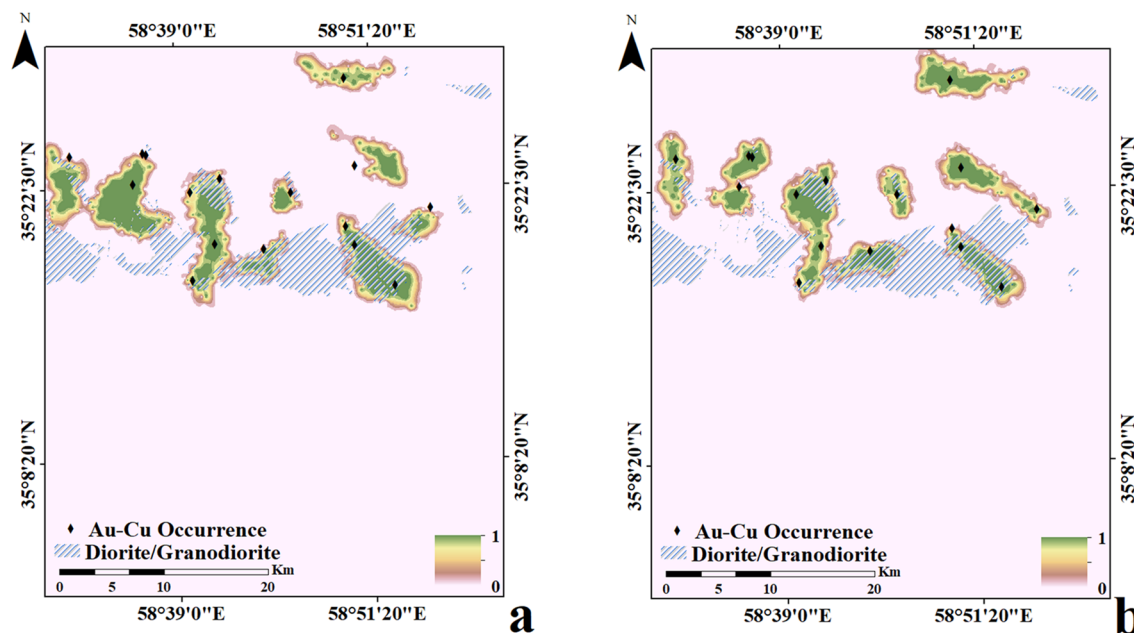 N
58°39'0"E 58°51'20"E
35°22'30"N
35°22'30"N
35°8'20"N
35°8'20"N
Au-Cu Occurrence
Diorite/Granodiorite
0 5 10 20 Km
1
0
58°39'0"E 58°51'20"E
a
N
58°39'0"E 58°51'20"E
35°22'30"N
35°22'30"N
35°8'20"N
35°8'20"N
Au-Cu Occurrence
Diorite/Granodiorite
0 5 10 20 Km
1
0
58°39'0"E 58°51'20"E
b